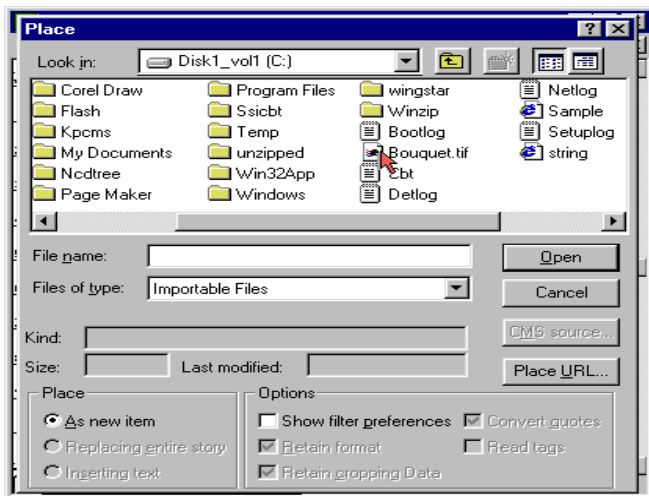 Place
Look in: Disk1_vol1 (C:)
Corel Draw Program Files wingstar Netlog
Flash Ssicbt Winzip Sample
Kpcms Temp Bootlog Setuplog
My Documents unzipped Bouquet.tif string
Ncdtree Win32App Cbt
Page Maker Windows Detlog
File name: Open
Files of type: Importable Files Cancel
Kind: CMS source...
Size: Last modified: Place URL...
Place Options
As new item Show filter preferences Convert quotes
Replacing entire story Retain format Read tags
Inserting text Retain cropping Data